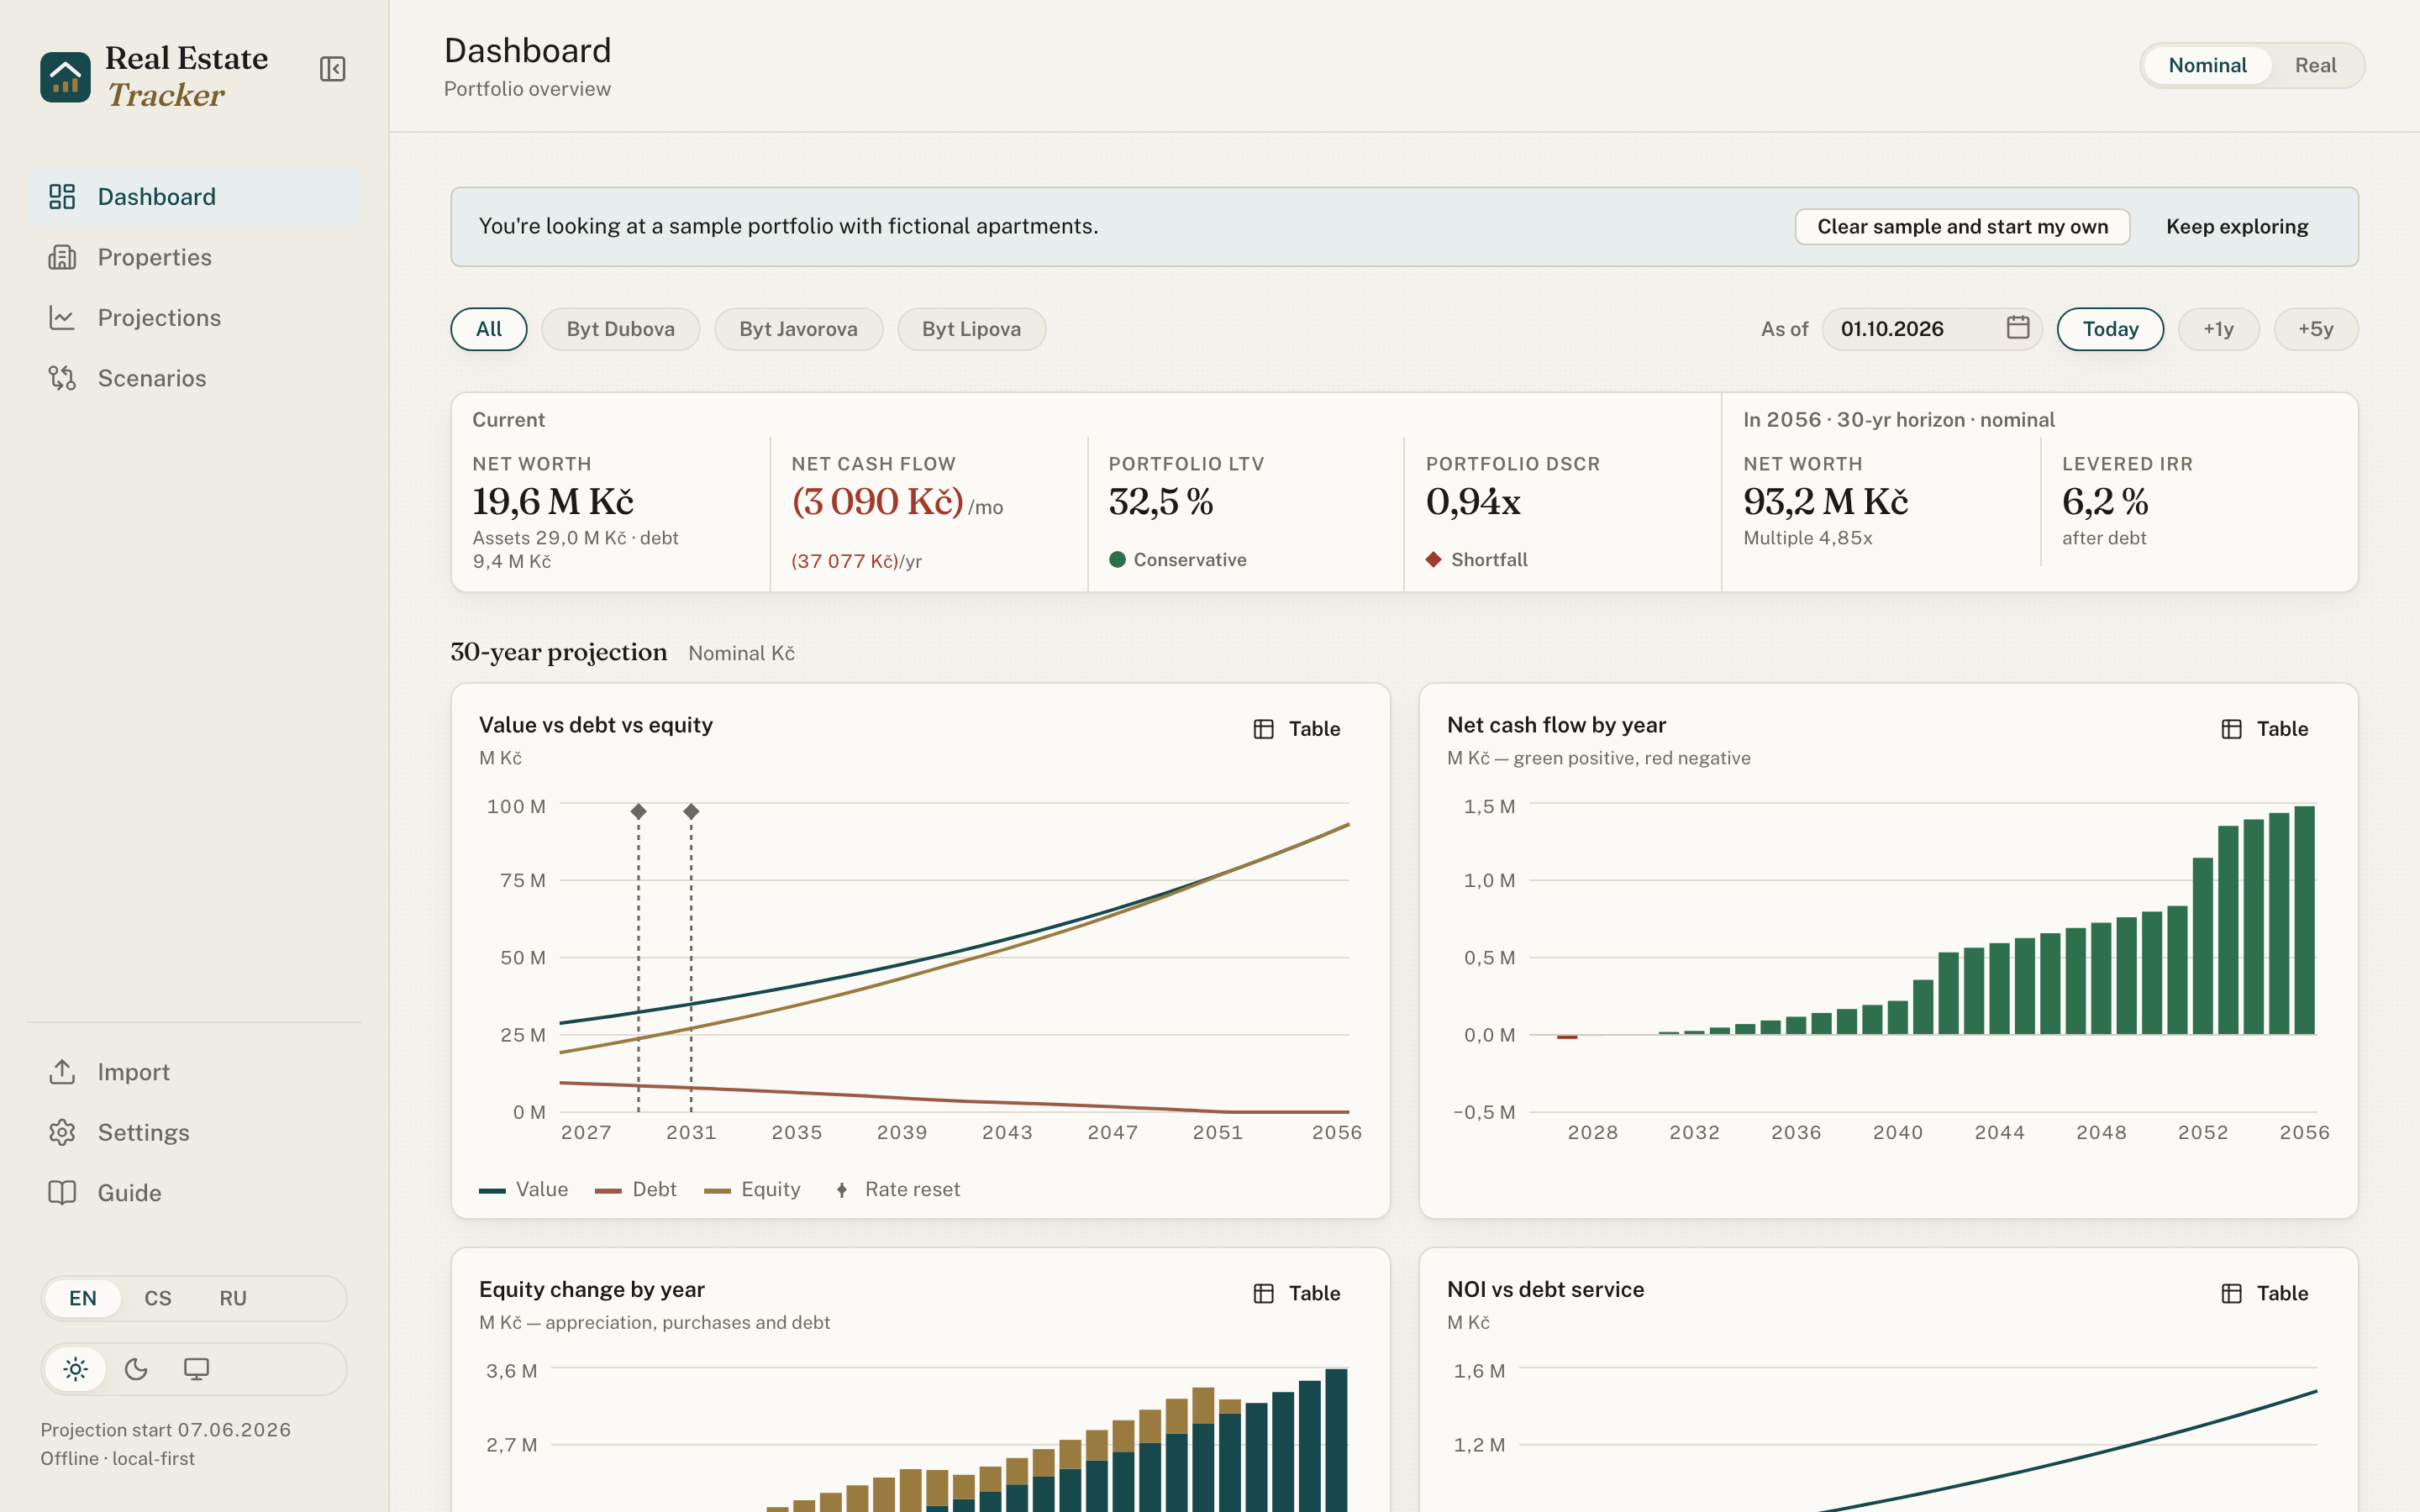 Real Estate
Tracker
Dashboard
Properties
Projections
Scenarios
Import
Settings
Guide
EN CS RU
Projection start 07.06.2026
Offline · local-first
Dashboard
Portfolio overview
Nominal Real
You're looking at a sample portfolio with fictional apartments.
Clear sample and start my own Keep exploring
All Byt Dubova Byt Javorova Byt Lipova
As of 01.10.2026 Today +1y +5y
Current
NET WORTH
19,6 M Kč
Assets 29,0 M Kč · debt
9,4 M Kč
NET CASH FLOW
(3 090 Kč) /mo
(37 077 Kč)/yr
PORTFOLIO LTV
32,5 %
Conservative
PORTFOLIO DSCR
0,94x
Shortfall
In 2056 · 30-yr horizon · nominal
NET WORTH
93,2 M Kč
Multiple 4,85x
LEVERED IRR
6,2 %
after debt
30-year projection Nominal Kč
Value vs debt vs equity
Table
M Kč
100 M
75 M
50 M
25 M
0 M
2027 2031 2035 2039 2043 2047 2051 2056
Value Debt Equity Rate reset
Net cash flow by year
Table
M Kč — green positive, red negative
1,5 M
1,0 M
0,5 M
0,0 M
−0,5 M
2028 2032 2036 2040 2044 2048 2052 2056
Equity change by year
Table
M Kč — appreciation, purchases and debt
3,6 M
2,7 M
NOI vs debt service
Table
M Kč
1,6 M
1,2 M